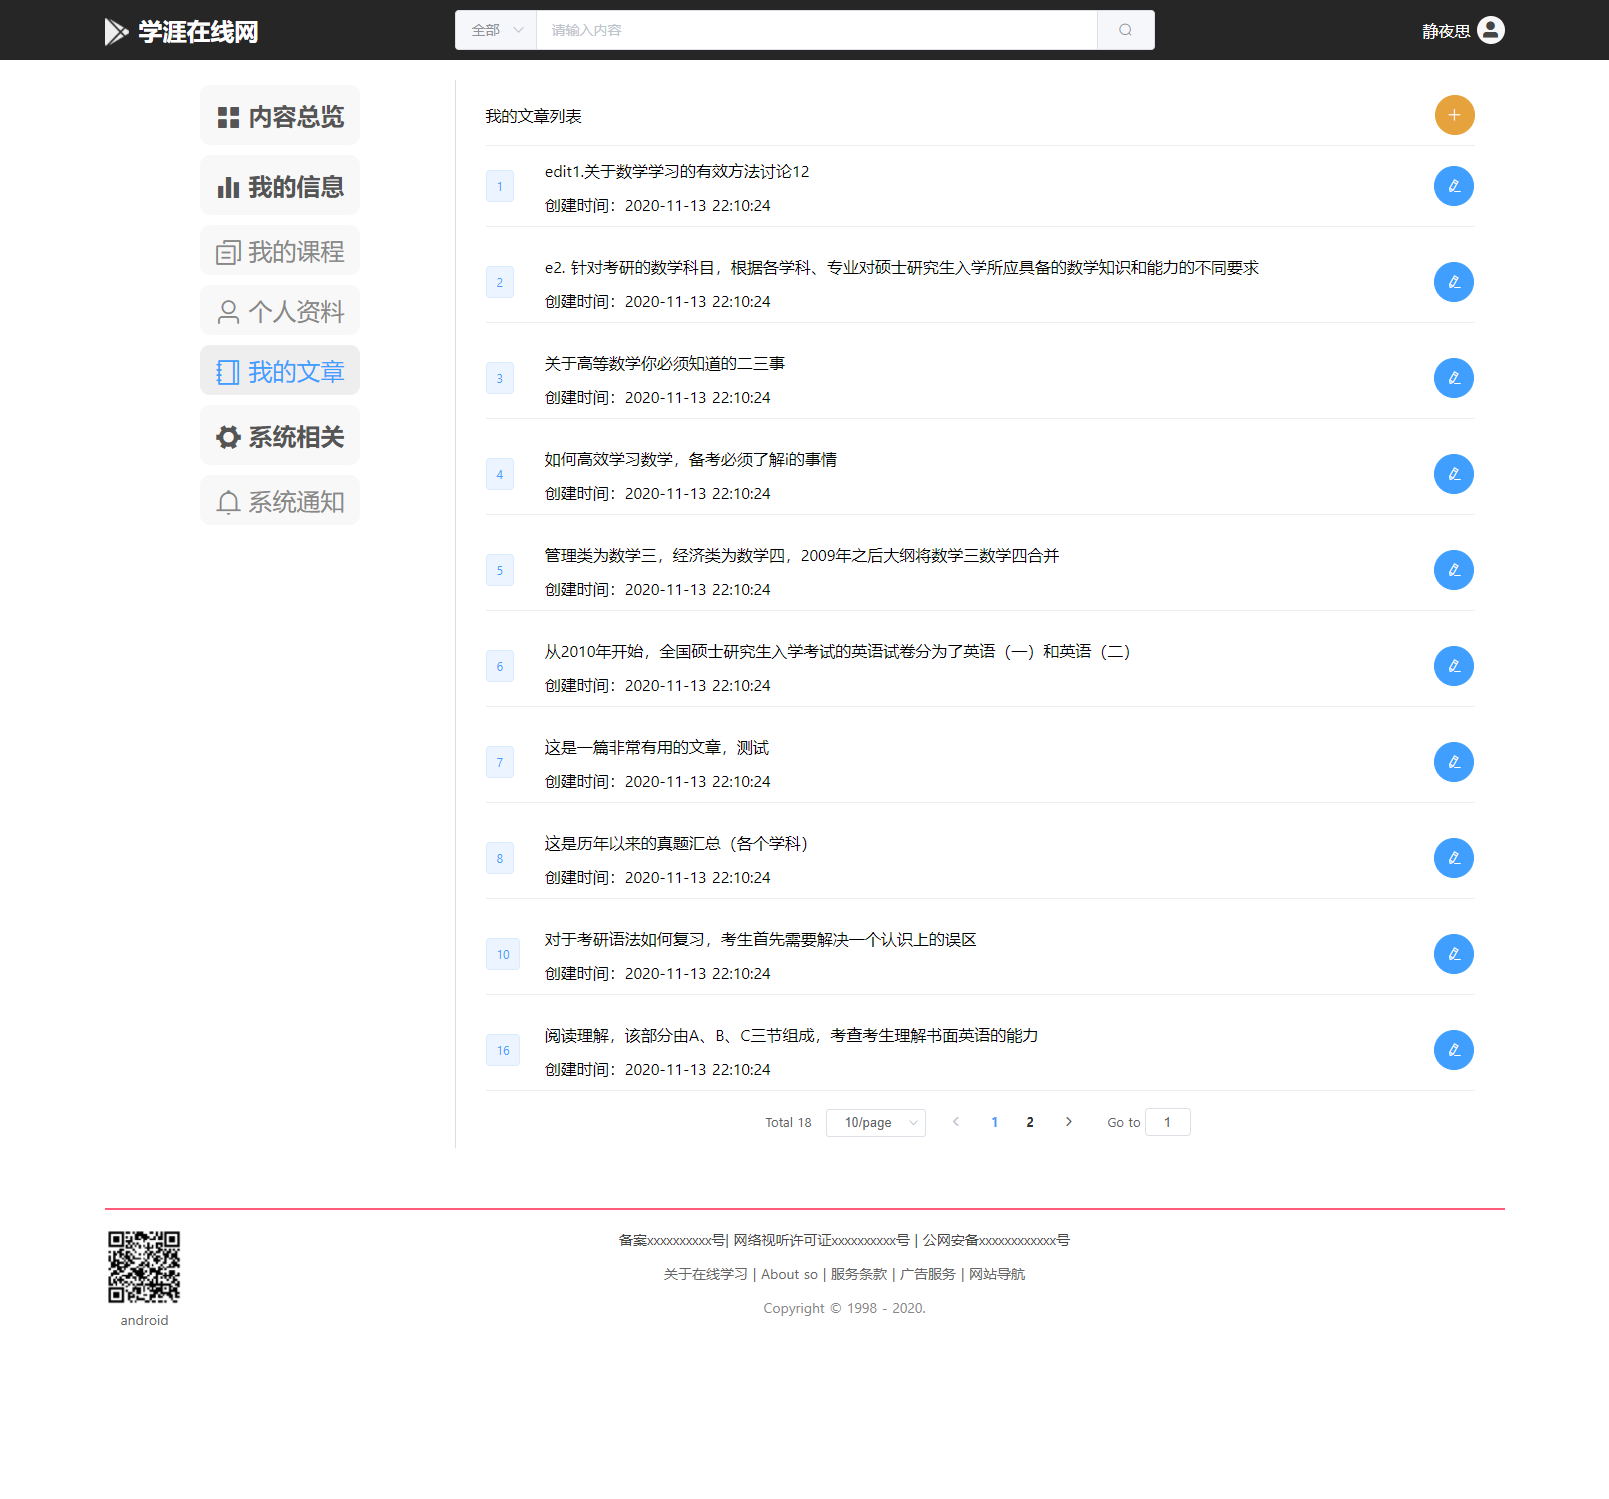 学涯在线网
全部 请输入内容
静夜思
内容总览
我的信息
我的课程
个人资料
我的文章
系统相关
系统通知
我的文章列表
1
edit1.关于数学学习的有效方法讨论12
创建时间：2020-11-13 22:10:24
2
e2. 针对考研的数学科目，根据各学科、专业对硕士研究生入学所应具备的数学知识和能力的不同要求
创建时间：2020-11-13 22:10:24
3
关于高等数学你必须知道的二三事
创建时间：2020-11-13 22:10:24
4
如何高效学习数学，备考必须了解i的事情
创建时间：2020-11-13 22:10:24
5
管理类为数学三，经济类为数学四，2009年之后大纲将数学三数学四合并
创建时间：2020-11-13 22:10:24
6
从2010年开始，全国硕士研究生入学考试的英语试卷分为了英语（一）和英语（二）
创建时间：2020-11-13 22:10:24
7
这是一篇非常有用的文章，测试
创建时间：2020-11-13 22:10:24
8
这是历年以来的真题汇总（各个学科）
创建时间：2020-11-13 22:10:24
10
对于考研语法如何复习，考生首先需要解决一个认识上的误区
创建时间：2020-11-13 22:10:24
16
阅读理解，该部分由A、B、C三节组成，考查考生理解书面英语的能力
创建时间：2020-11-13 22:10:24
Total 18 10/page 1 2 Go to 1
备案xxxxxxxxxx号| 网络视听许可证xxxxxxxxxx号 | 公网安备xxxxxxxxxxxx号
关于在线学习 | About so | 服务条款 | 广告服务 | 网站导航
Copyright © 1998 - 2020.
android